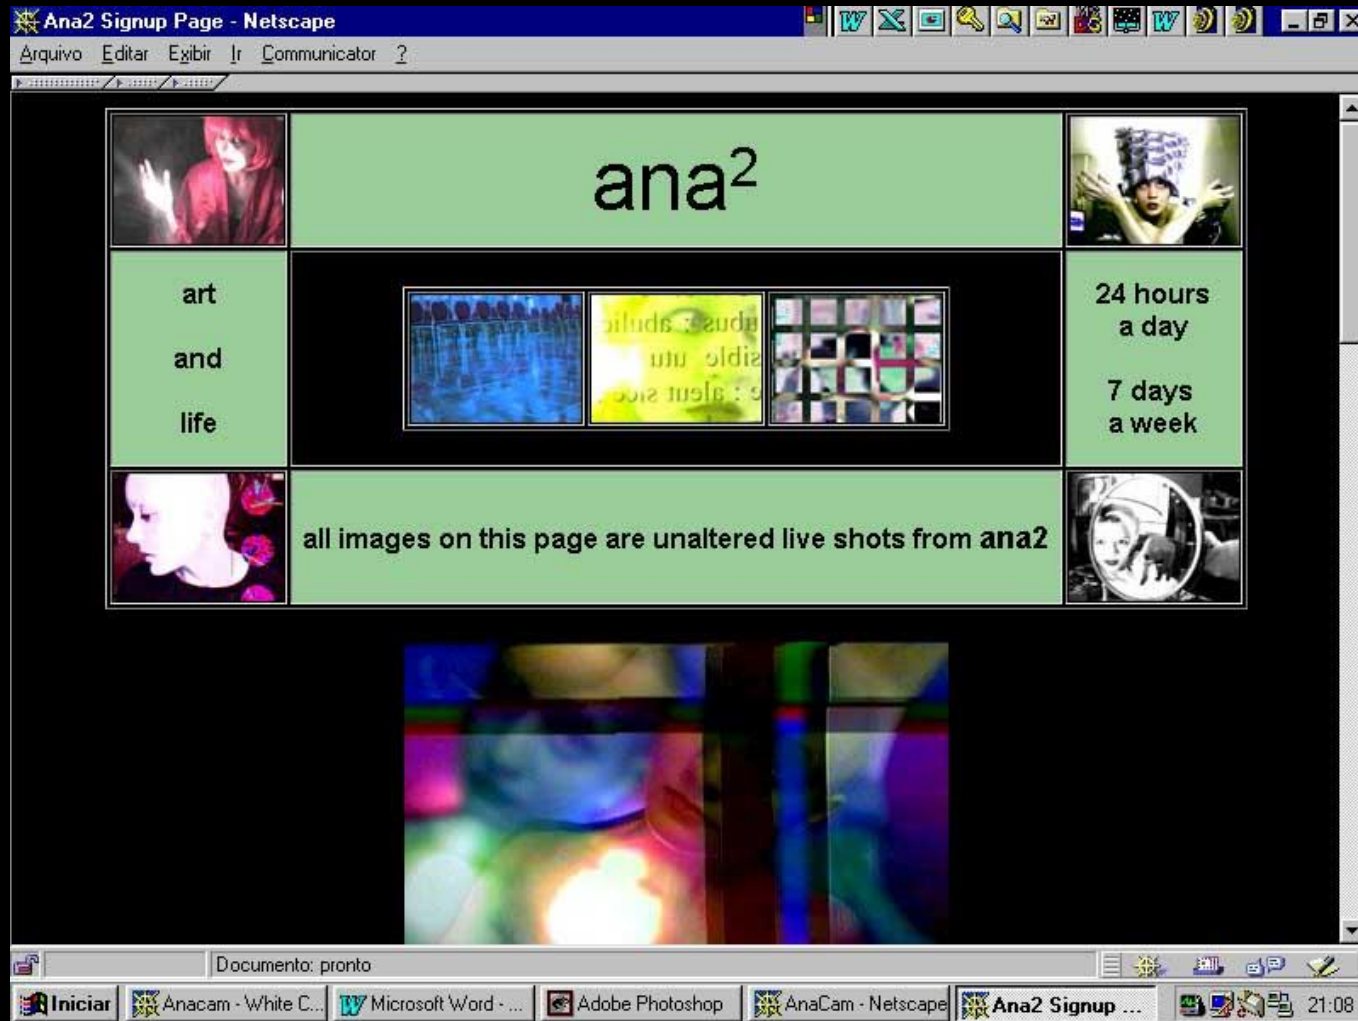 Ana2 Signup Page - Netscape
Arquivo Editar Exibir Ir Communicator ?
ana²
art
and
life
24 hours
a day
7 days
a week
all images on this page are unaltered live shots from ana2
Documento: pronto
Iniciar
Anacam - White C...
Microsoft Word - ...
Adobe Photoshop
AnaCam - Netscape
Ana2 Signup ...
21:08